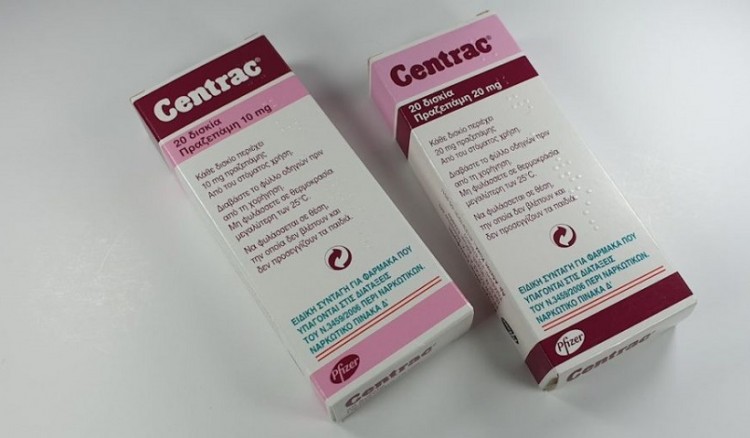 Centrac®
20 δισκία
Πραζεπάμη 10 mg
Κάθε δισκίο περιέχει
10 mg πραζεπάμης
Από του στόματος χρήση.
Διαβάστε το φύλλο οδηγιών πριν
από τη χορήγηση.
Μη φυλάσσετε σε θερμοκρασία
μεγαλύτερη των 25°C.
Να φυλάσσεται σε θέση,
την οποία δεν βλέπουν και
δεν προσεγγίζουν τα παιδιά.
ΕΙΔΙΚΗ ΣΥΝΤΑΓΗ ΓΙΑ ΦΑΡΜΑΚΑ ΠΟΥ
ΥΠΑΓΟΝΤΑΙ ΣΤΙΣ ΔΙΑΤΑΞΕΙΣ
ΤΟΥ Ν.3459/2006 ΠΕΡΙ ΝΑΡΚΩΤΙΚΩΝ.
ΝΑΡΚΩΤΙΚΟ ΠΙΝΑΚΑ Δ΄
Pfizer
Centrac®
Centrac®
20 δισκία
Πραζεπάμη 20 mg
Κάθε δισκίο περιέχει
20 mg πραζεπάμης
Από του στόματος χρήση.
Διαβάστε το φύλλο οδηγιών πριν
από τη χορήγηση.
Μη φυλάσσετε σε θερμοκρασία
μεγαλύτερη των 25°C.
Να φυλάσσεται σε θέση,
την οποία δεν βλέπουν και
δεν προσεγγίζουν τα παιδιά.
ΕΙΔΙΚΗ ΣΥΝΤΑΓΗ ΓΙΑ ΦΑΡΜΑΚΑ ΠΟΥ
ΥΠΑΓΟΝΤΑΙ ΣΤΙΣ ΔΙΑΤΑΞΕΙΣ
ΤΟΥ Ν.3459/2006 ΠΕΡΙ ΝΑΡΚΩΤΙΚΩΝ.
ΝΑΡΚΩΤΙΚΟ ΠΙΝΑΚΑ Δ΄
Pfizer
Centrac®